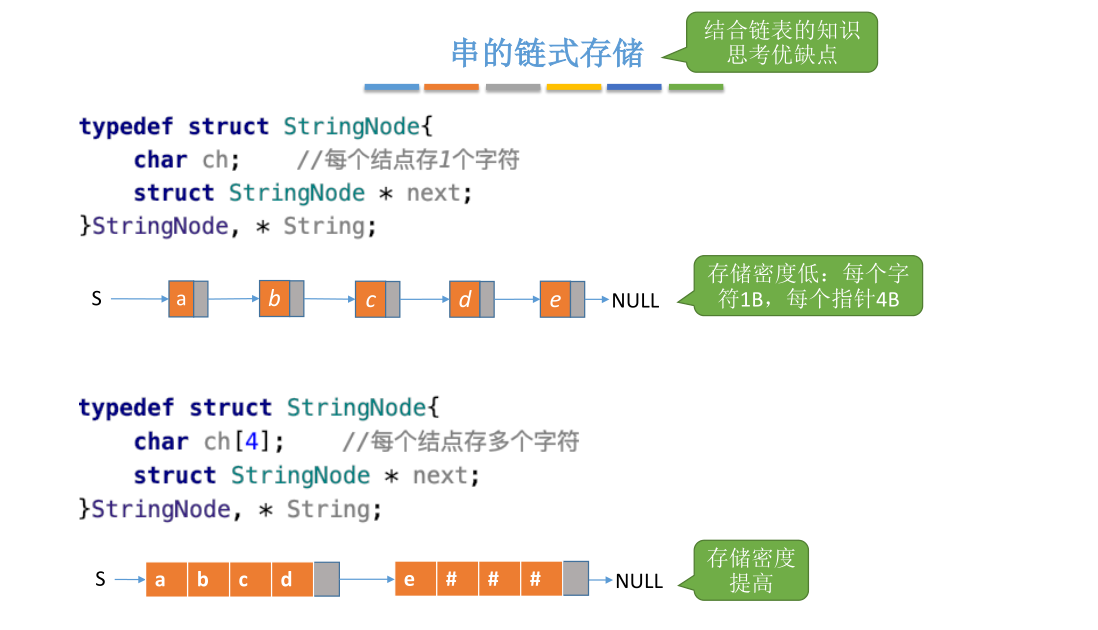 串的链式存储
结合链表的知识
思考优缺点
typedef struct StringNode{
char ch; //每个结点存1个字符
struct StringNode * next;
}StringNode, * String;
S a b c d e NULL
存储密度低：每个字
符1B，每个指针4B
typedef struct StringNode{
char ch[4]; //每个结点存多个字符
struct StringNode * next;
}StringNode, * String;
S a b c d e # # # NULL
存储密度
提高